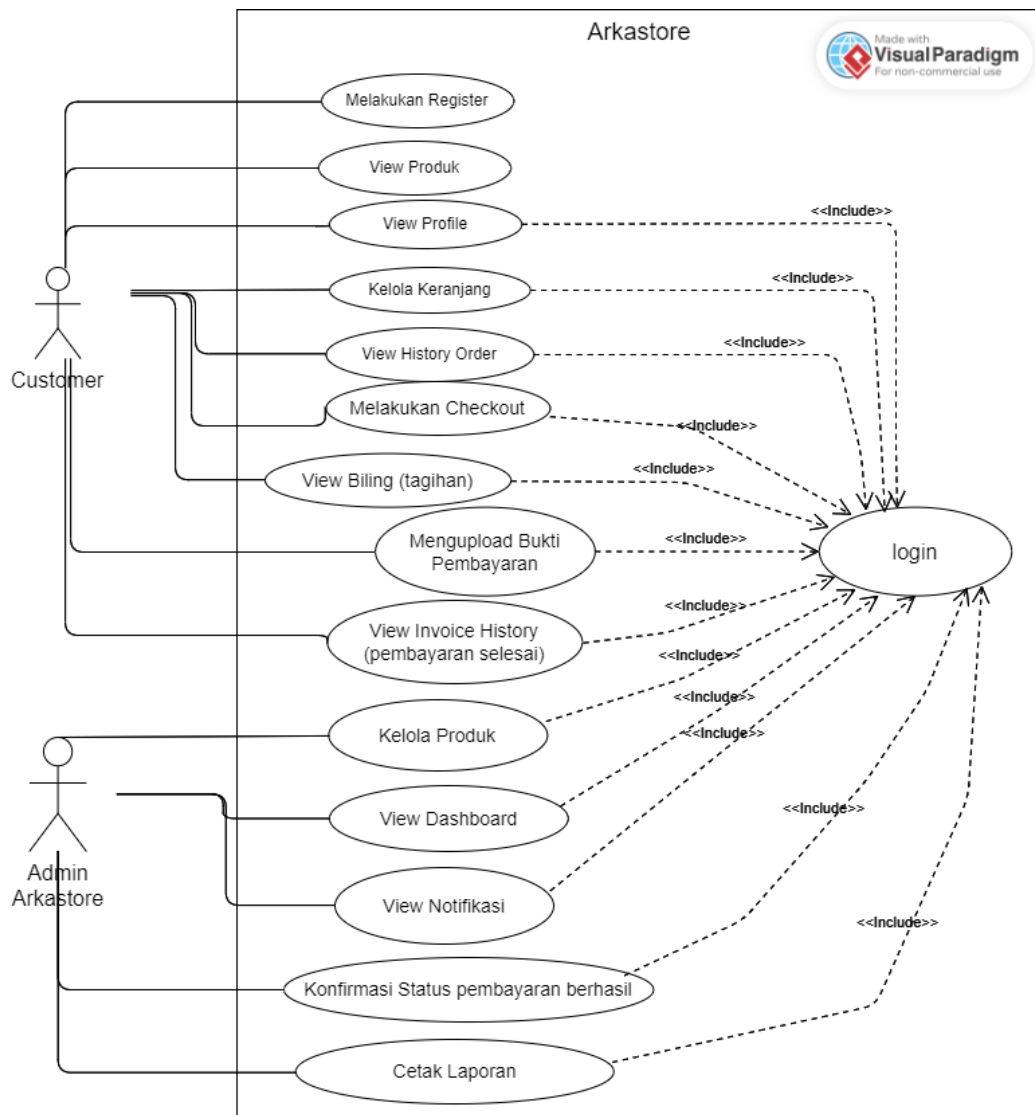 Arkastore
Made with
Visual Paradigm
For non-commercial use
Melakukan Register
View Produk
View Profile
<<Include>>
Kelola Keranjang
<<Include>>
View History Order
<<Include>>
Customer
Melakukan Checkout
<<Include>>
View Biling (tagihan)
<<Include>>
Mengupload Bukti
Pembayaran
<<Include>>
login
View Invoice History
(pembayaran selesai)
<<Include>>
<<Include>>
Kelola Produk
<<Include>>
<<Include>>
View Dashboard
<<Include>>
Admin
Arkastore
View Notifikasi
<<Include>>
Konfirmasi Status pembayaran berhasil
Cetak Laporan